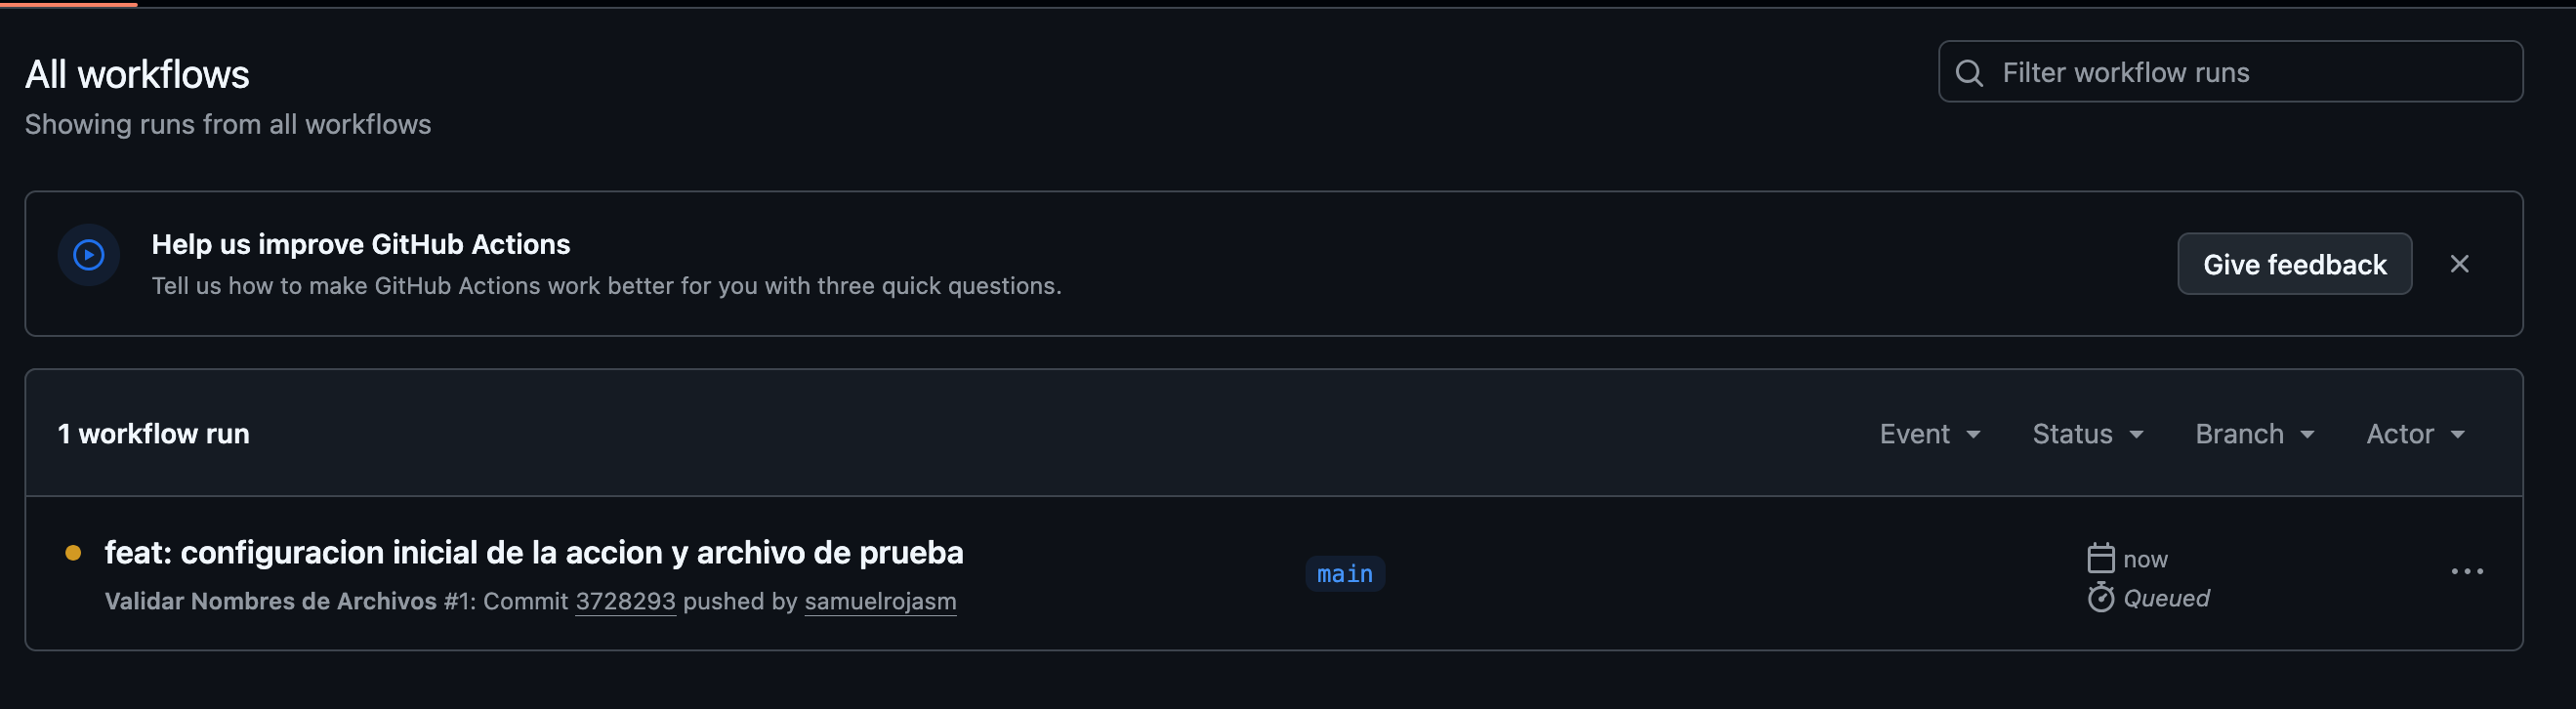 All workflows
Filter workflow runs
Showing runs from all workflows
Help us improve GitHub Actions
Tell us how to make GitHub Actions work better for you with three quick questions.
Give feedback
1 workflow run
Event Status Branch Actor
feat: configuracion inicial de la accion y archivo de prueba
Validar Nombres de Archivos #1: Commit 3728293 pushed by samuelrojasm
main
now
Queued